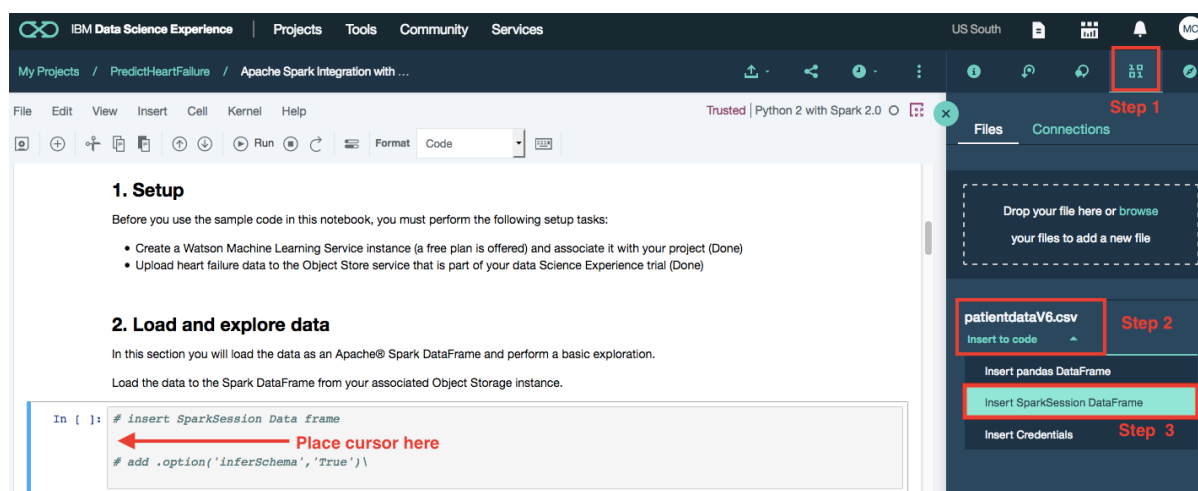 IBM Data Science Experience | Projects Tools Community Services US South MC
My Projects / PredictHeartFailure / Apache Spark Integration with ...
Step 1
File Edit View Insert Cell Kernel Help Trusted | Python 2 with Spark 2.0
Files Connections
Run Format Code
1. Setup
Before you use the sample code in this notebook, you must perform the following setup tasks:
• Create a Watson Machine Learning Service instance (a free plan is offered) and associate it with your project (Done)
• Upload heart failure data to the Object Store service that is part of your data Science Experience trial (Done)
Drop your file here or browse
your files to add a new file
2. Load and explore data
In this section you will load the data as an Apache® Spark DataFrame and perform a basic exploration.
Load the data to the Spark DataFrame from your associated Object Storage instance.
patientdataV6.csv
Insert to code
Step 2
Insert pandas DataFrame
Insert SparkSession DataFrame
Insert Credentials
Step 3
In [ ]: # insert SparkSession Data frame
Place cursor here
# add .option('inferSchema','True')\